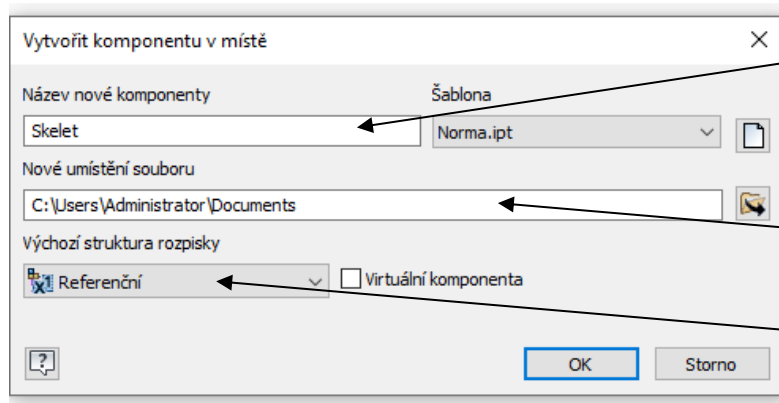 Vytvořit komponentu v místě
Název nové komponenty Šablona
Skelet Norma.ipt
Nové umístění souboru
C:\Users\Administrator\Documents
Výchozí struktura rozpisky
Referenční Virtuální komponenta
OK Storno